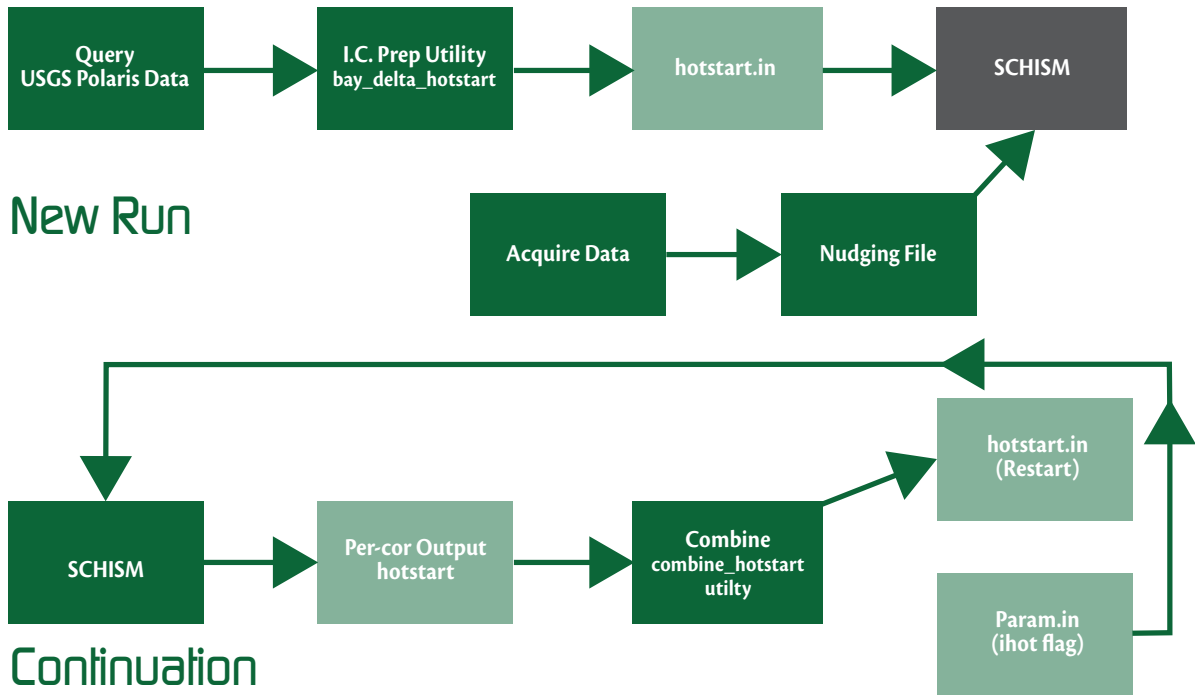 Query
USGS Polaris Data
I.C. Prep Utility
bay_delta_hotstart
hotstart.in
SCHISM
New Run
Acquire Data
Nudging File
hotstart.in
(Restart)
SCHISM
Per-cor Output
hotstart
Combine
combine_hotstart
utilty
Param.in
(ihot flag)
Continuation